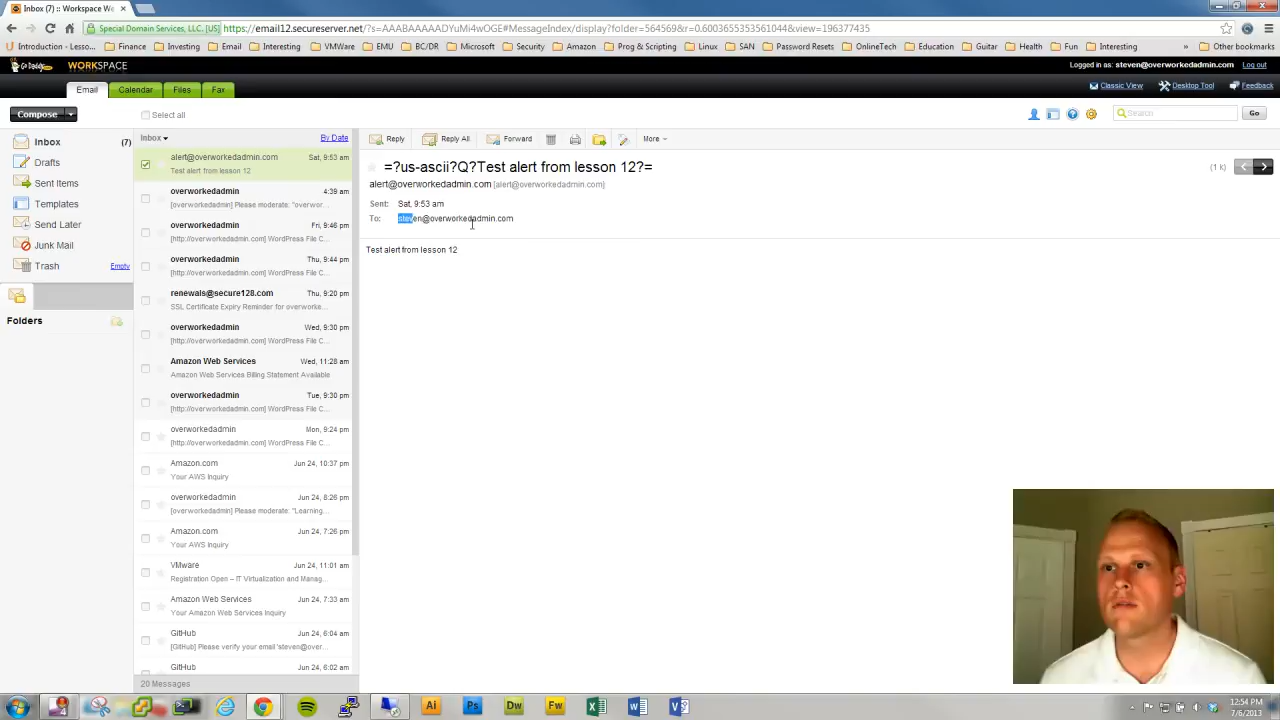 Inbox (7) :: Workspace We
Special Domain Services, LLC. [US]
https://email12.secureserver.net/?s=AAABAAAAADYuMi4wOGE#MessageIndex/display?folder=564569&r=0.6003655353561044&view=196377435
Introduction - Lesso...
Finance
Investing
Email
Interesting
VMWare
EMU
BC/DR
Microsoft
Security
Amazon
Prog & Scripting
Linux
SAN
Password Resets
OnlineTech
Education
Guitar
Health
Fun
Interesting
»
Other bookmarks
Go Daddy
WORKSPACE
Logged in as: steven@overworkedadmin.com
Log out
Email
Calendar
Files
Fax
Classic View
Desktop Tool
Feedback
Compose
Select all
Search
Go
Inbox (7)
Drafts
Sent Items
Templates
Send Later
Junk Mail
Trash
Empty
Folders
Inbox
By Date
alert@overworkedadmin.com Sat, 9:53 am
Test alert from lesson 12
overworkedadmin 4:39 am
[overworkedadmin] Please moderate: "overwor...
overworkedadmin Fri, 9:46 pm
[http://overworkedadmin.com] WordPress File C...
overworkedadmin Thu, 9:44 pm
[http://overworkedadmin.com] WordPress File C...
renewals@secure128.com Thu, 9:20 pm
SSL Certificate Expiry Reminder for overworke...
overworkedadmin Wed, 9:30 pm
[http://overworkedadmin.com] WordPress File C...
Amazon Web Services Wed, 11:28 am
Amazon Web Services Billing Statement Available
overworkedadmin Tue, 9:30 pm
[http://overworkedadmin.com] WordPress File C...
overworkedadmin Mon, 9:24 pm
[http://overworkedadmin.com] WordPress File C...
Amazon.com Jun 24, 10:37 pm
Your AWS Inquiry
overworkedadmin Jun 24, 8:26 pm
[overworkedadmin] Please moderate: "Learning...
Amazon.com Jun 24, 7:26 pm
Your AWS Inquiry
VMware Jun 24, 11:01 am
Registration Open – IT Virtualization and Manag...
Amazon Web Services Jun 24, 7:33 am
Your Amazon Web Services Inquiry
GitHub Jun 24, 6:04 am
[GitHub] Please verify your email 'steven@over...
GitHub Jun 24, 6:02 am
20 Messages
Reply
Reply All
Forward
More
=?us-ascii?Q?Test alert from lesson 12?=
(1 k)
alert@overworkedadmin.com [alert@overworkedadmin.com]
Sent: Sat, 9:53 am
To: steven@overworkedadmin.com
Test alert from lesson 12
Ai
Ps
Dw
Fw
12:54 PM
7/6/2013